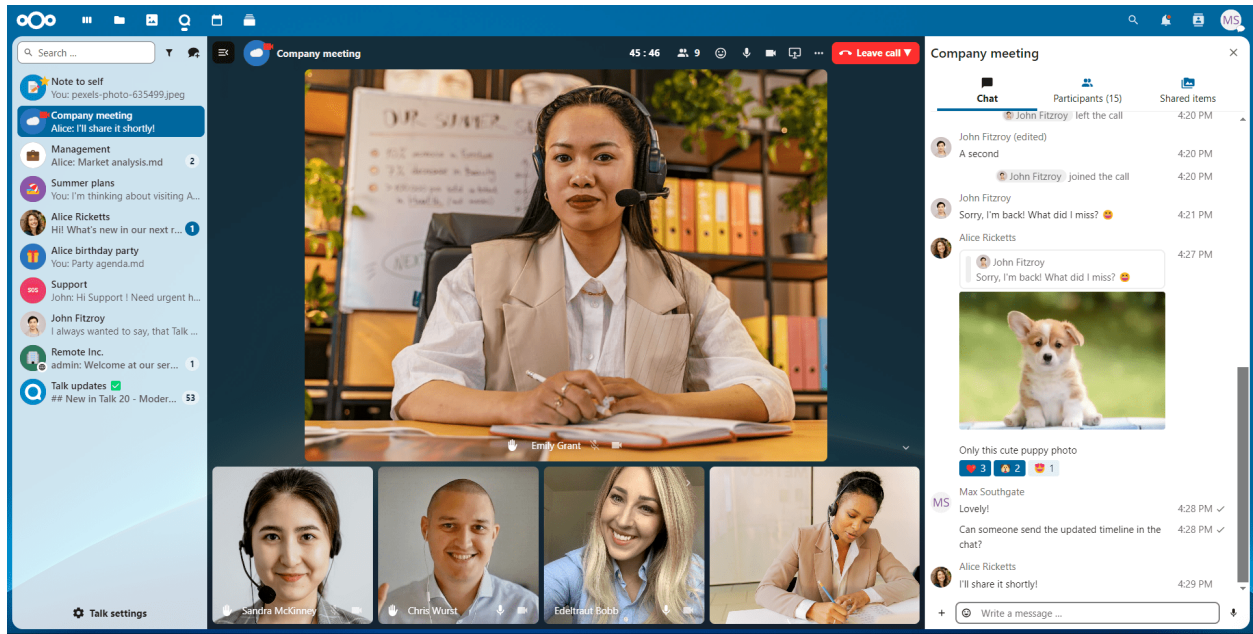 MS
Search ...
Note to self
You: pexels-photo-635499.jpeg
Company meeting
Alice: I'll share it shortly!
Management
Alice: Market analysis.md 2
Summer plans
You: I'm thinking about visiting A...
Alice Ricketts
Hi! What's new in our next r... 1
Alice birthday party
You: Party agenda.md
SOS
Support
John: Hi Support ! Need urgent h...
John Fitzroy
I always wanted to say, that Talk ...
Remote Inc.
admin: Welcome at our ser... 1
Talk updates ✅
## New in Talk 20 - Moder... 53
Talk settings
Company meeting
45 : 46
9
Leave call
OUR SUMMER
Emily Grant
Sandra McKinney
Chris Wurst
Edeltraut Bobb
Company meeting
Chat
Participants (15)
Shared items
John Fitzroy left the call 4:20 PM
John Fitzroy (edited)
A second 4:20 PM
John Fitzroy joined the call 4:20 PM
John Fitzroy
Sorry, I'm back! What did I miss? 😄 4:21 PM
Alice Ricketts
4:27 PM
John Fitzroy
Sorry, I'm back! What did I miss? 😄
Only this cute puppy photo
❤️ 3 🙈 2 😍 1
Max Southgate
MS
Lovely! 4:28 PM
Can someone send the updated timeline in the 4:28 PM
chat?
Alice Ricketts
I'll share it shortly! 4:29 PM
Write a message ...